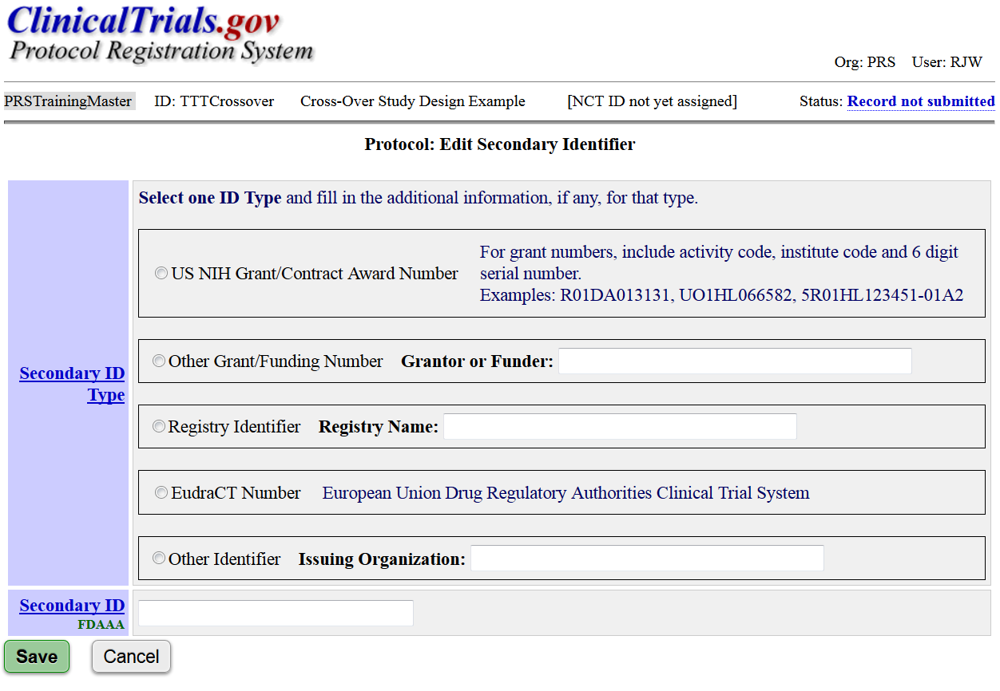 ClinicalTrials.gov
Protocol Registration System
Org: PRS User: RJW
PRSTrainingMaster ID: TTTCrossover Cross-Over Study Design Example [NCT ID not yet assigned] Status: Record not submitted
Protocol: Edit Secondary Identifier
Select one ID Type and fill in the additional information, if any, for that type.
For grant numbers, include activity code, institute code and 6 digit
US NIH Grant/Contract Award Number serial number.
Examples: R01DA013131, UO1HL066582, 5R01HL123451-01A2
Other Grant/Funding Number Grantor or Funder:
Secondary ID
Type
Registry Identifier Registry Name:
EudraCT Number European Union Drug Regulatory Authorities Clinical Trial System
Other Identifier Issuing Organization:
Secondary ID
FDAAA
Save Cancel